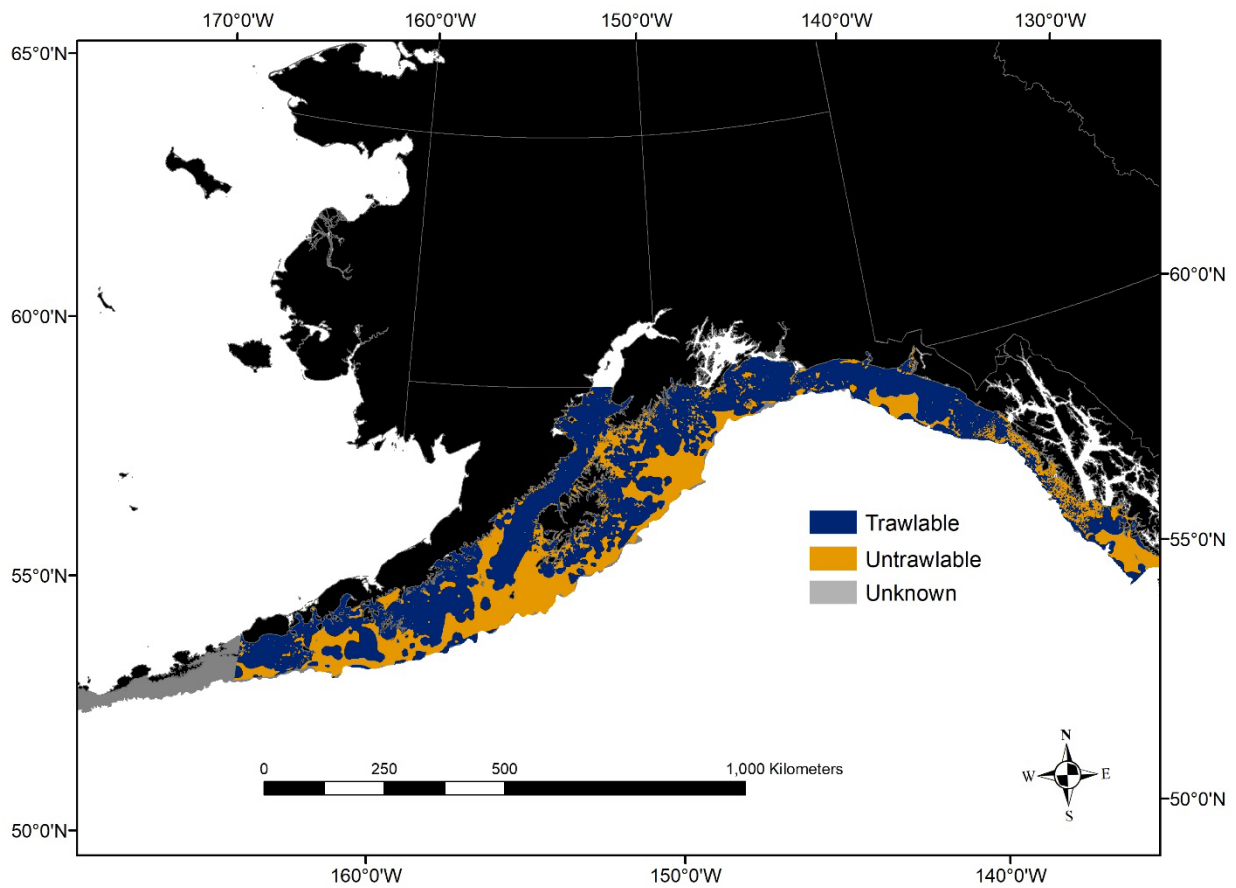 170°0'W 160°0'W 150°0'W 140°0'W 130°0'W
65°0'N
60°0'N
60°0'N
Trawlable
Untrawlable
Unknown
55°0'N
55°0'N
0 250 500 1,000 Kilometers
N
W E
S
50°0'N
50°0'N
160°0'W 150°0'W 140°0'W